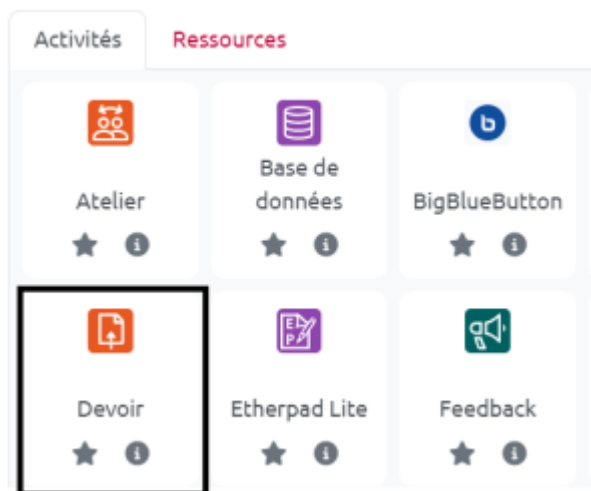 Activités Ressources
Atelier
Base de
données
BigBlueButton
Devoir
Etherpad Lite
Feedback